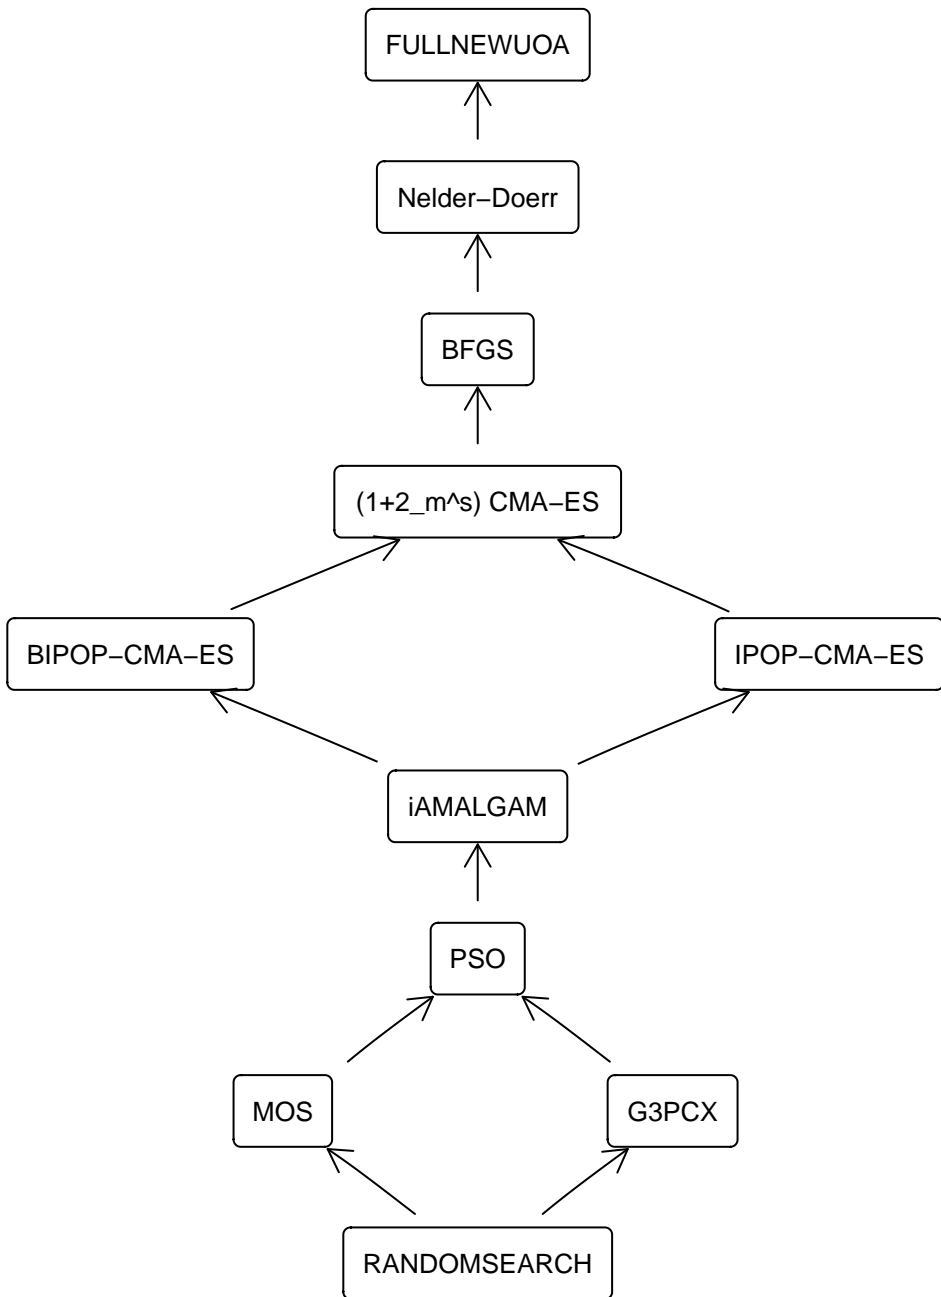 FULLNEWUOA
Nelder−Doerr
BFGS
(1+2_m^s) CMA−ES
BIPOP−CMA−ES
IPOP−CMA−ES
iAMALGAM
PSO
MOS
G3PCX
RANDOMSEARCH